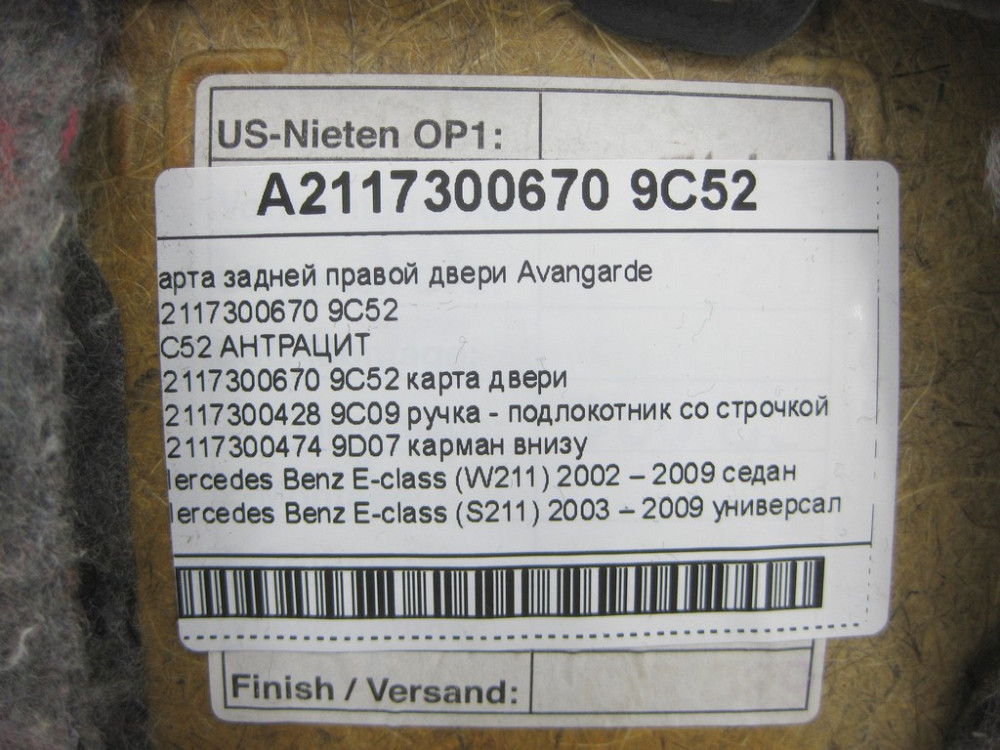 US-Nieten OP1:
A2117300670 9C52
арта задней правой двери Avangarde
2117300670 9C52
C52 АНТРАЦИТ
2117300670 9C52 карта двери
2117300428 9C09 ручка - подлокотник со строчкой
2117300474 9D07 карман внизу
ercedes Benz E-class (W211) 2002 – 2009 седан
ercedes Benz E-class (S211) 2003 – 2009 универсал
Finish / Versand: